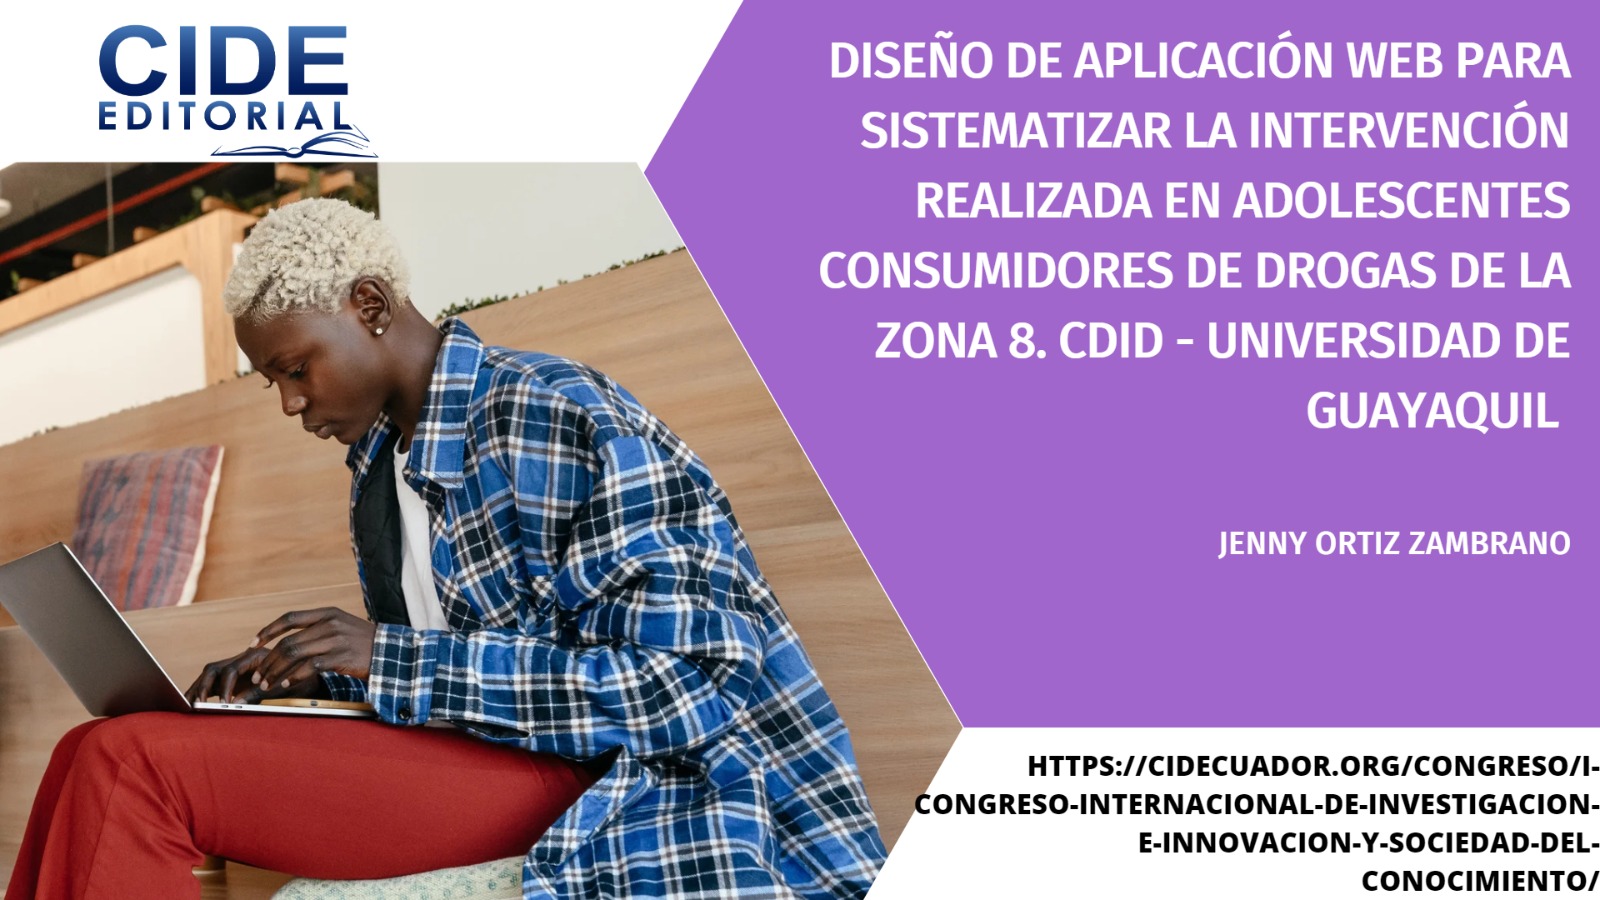 CIDE
EDITORIAL
DISEÑO DE APLICACIÓN WEB PARA
SISTEMATIZAR LA INTERVENCIÓN
REALIZADA EN ADOLESCENTES
CONSUMIDORES DE DROGAS DE LA
ZONA 8. CDID - UNIVERSIDAD DE
GUAYAQUIL
JENNY ORTIZ ZAMBRANO
HTTPS://CIDECUADOR.ORG/CONGRESO/I-
CONGRESO-INTERNACIONAL-DE-INVESTIGACION-
E-INNOVACION-Y-SOCIEDAD-DEL-
CONOCIMIENTO/